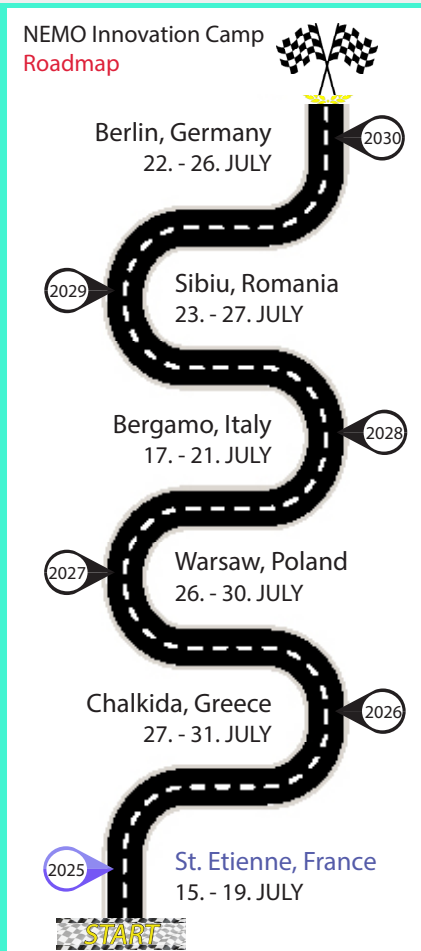 NEMO Innovation Camp
Roadmap
Berlin, Germany
22. - 26. JULY
2030
Sibiu, Romania
23. - 27. JULY
2029
Bergamo, Italy
17. - 21. JULY
2028
Warsaw, Poland
26. - 30. JULY
2027
Chalkida, Greece
27. - 31. JULY
2026
St. Etienne, France
15. - 19. JULY
2025
START